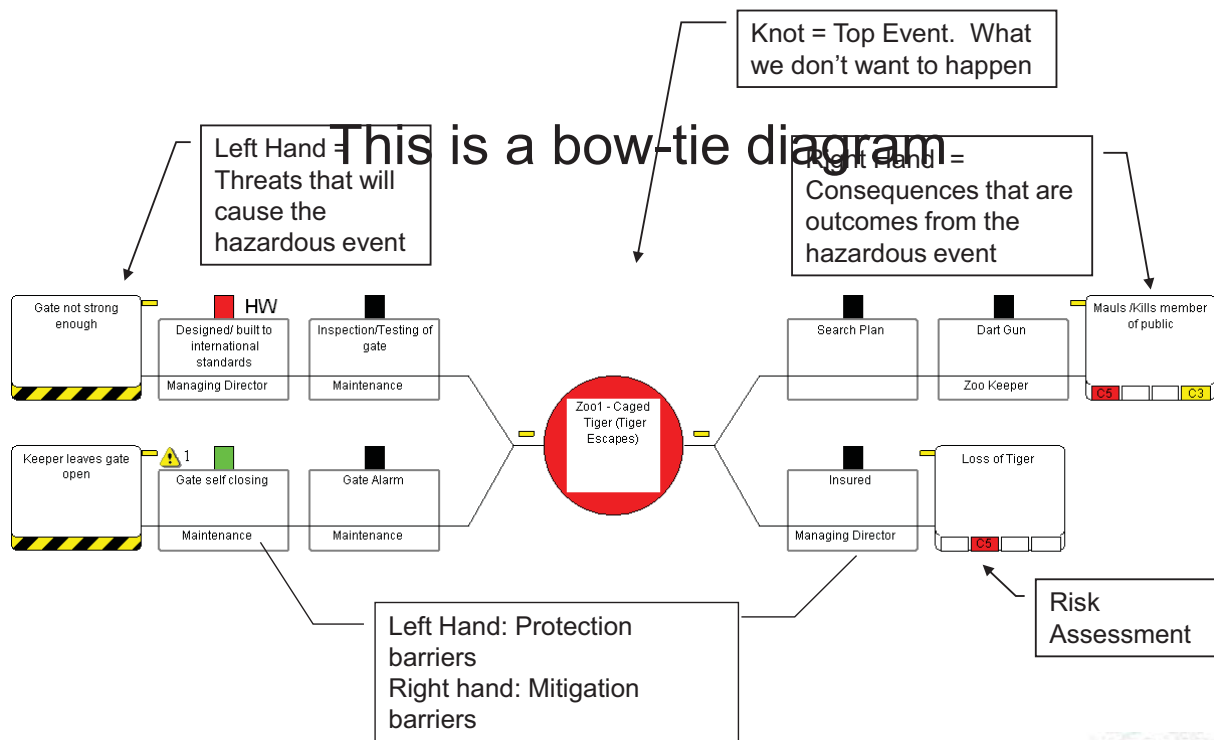 Knot = Top Event.  What
we don't want to happen
This is a bow-tie diagram
Left Hand =
Threats that will
cause the
hazardous event
Right Hand  =
Consequences that are
outcomes from the
hazardous event
Gate not strong
enough
HW
Designed/ built to
international
standards
Managing Director
Inspection/Testing of
gate
Maintenance
Search Plan
Dart Gun
Zoo Keeper
Mauls /Kills member
of public
C5
C3
Zoo1 - Caged
Tiger (Tiger
Escapes)
Keeper leaves gate
open
1
Gate self closing
Maintenance
Gate Alarm
Maintenance
Insured
Managing Director
Loss of Tiger
C5
Left Hand: Protection
barriers
Right hand: Mitigation
barriers
Risk
Assessment